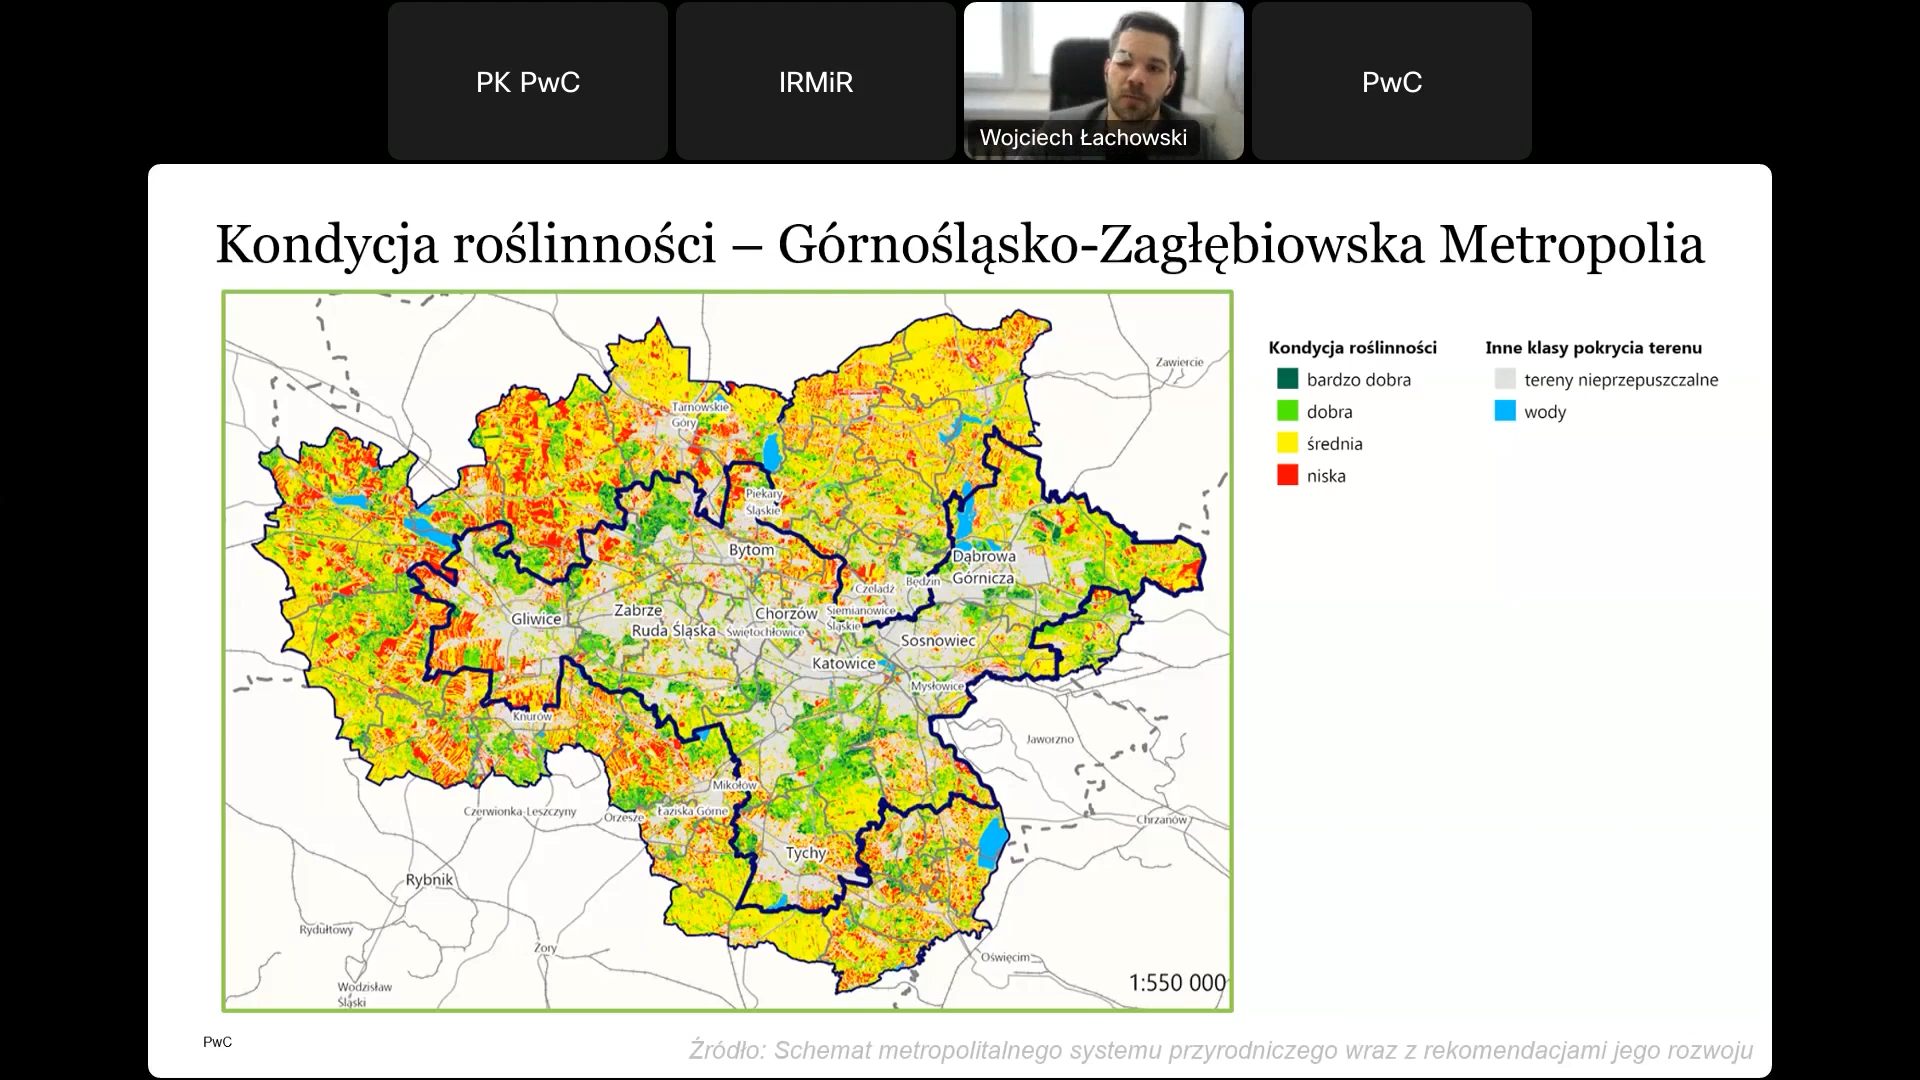 PK PwC
IRMiR
Wojciech Łachowski
PwC
Kondycja roślinności – Górnośląsko-Zagłębiowska Metropolia
Kondycja roślinności
bardzo dobra
dobra
średnia
niska
Inne klasy pokrycia terenu
tereny nieprzepuszczalne
wody
Zawiercie
Tarnowskie
Góry
Piekary
Śląskie
Bytom
Dąbrowa
Górnicza
Będzin
Czeladź
Gliwice
Zabrze
Chorzów
Siemianowice
Śląskie
Ruda Śląska
Świętochłowice
Sosnowiec
Katowice
Mysłowice
Knurów
Jaworzno
Mikołów
Czerwionka-Leszczyny
Orzesze
Łaziska Górne
Chrzanów
Tychy
Rybnik
Rydułtowy
Żory
Oświęcim
Wodzisław
Śląski
1:550 000
PwC
Źródło: Schemat metropolitalnego systemu przyrodniczego wraz z rekomendacjami jego rozwoju